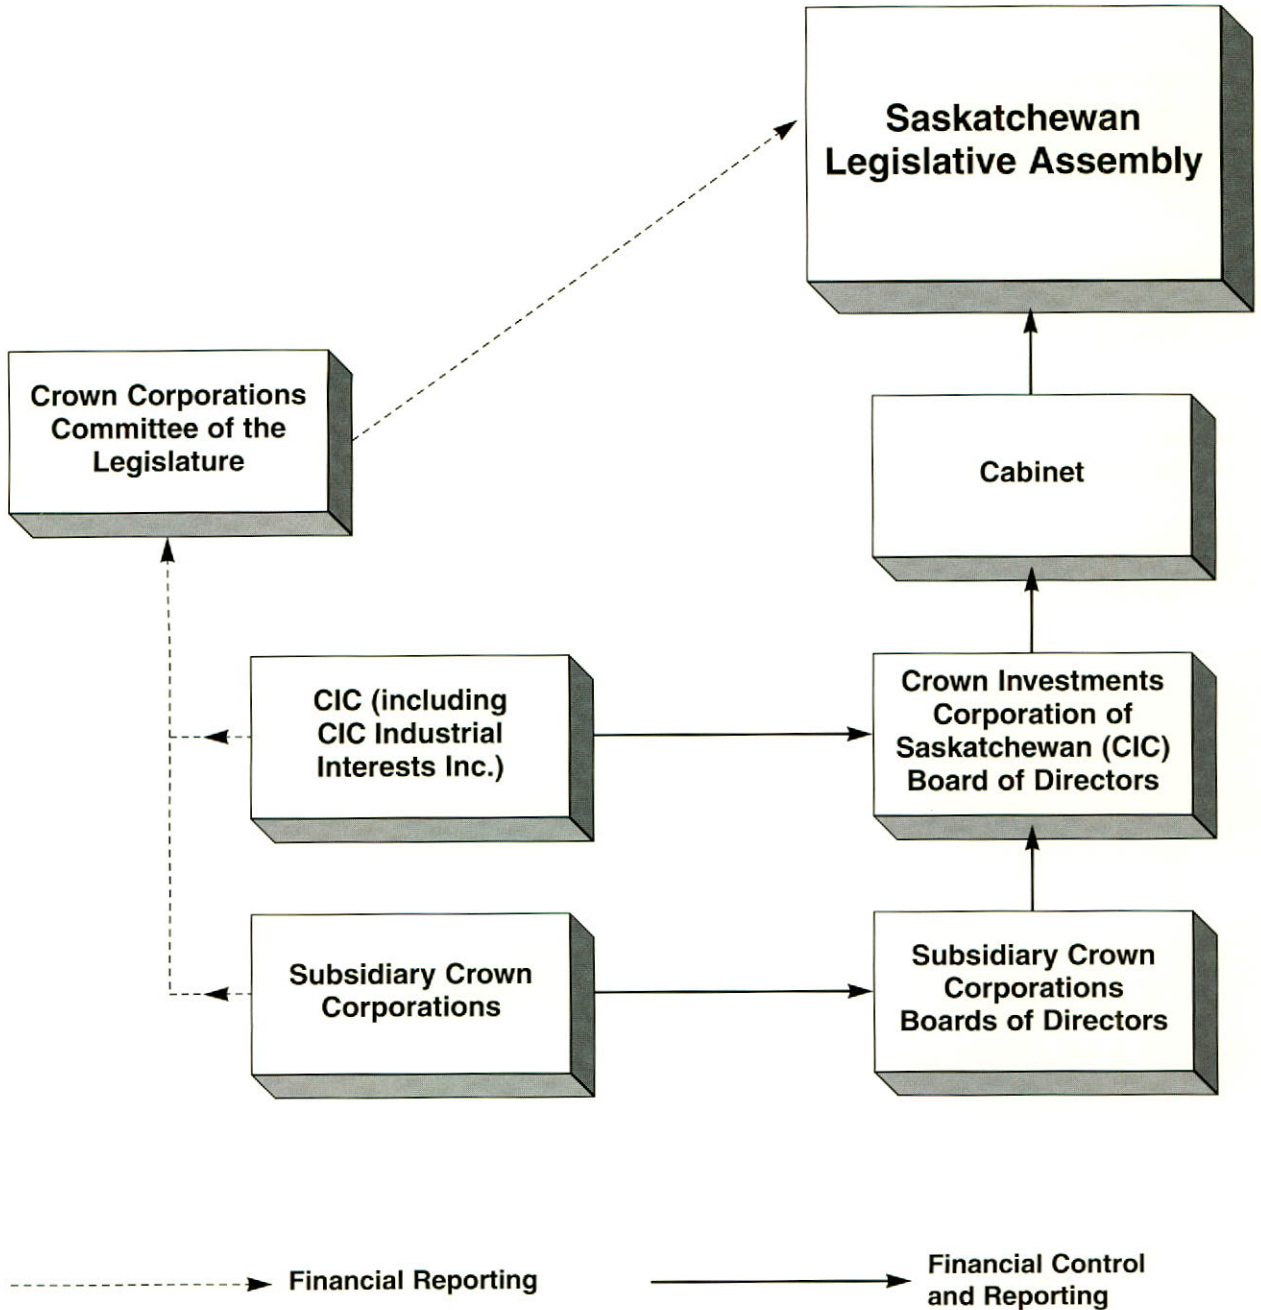 Saskatchewan
Legislative Assembly
Crown Corporations
Committee of the
Legislature
Cabinet
CIC (including
CIC Industrial
Interests Inc.)
Crown Investments
Corporation of
Saskatchewan (CIC)
Board of Directors
Subsidiary Crown
Corporations
Subsidiary Crown
Corporations
Boards of Directors
Financial Reporting
Financial Control
and Reporting